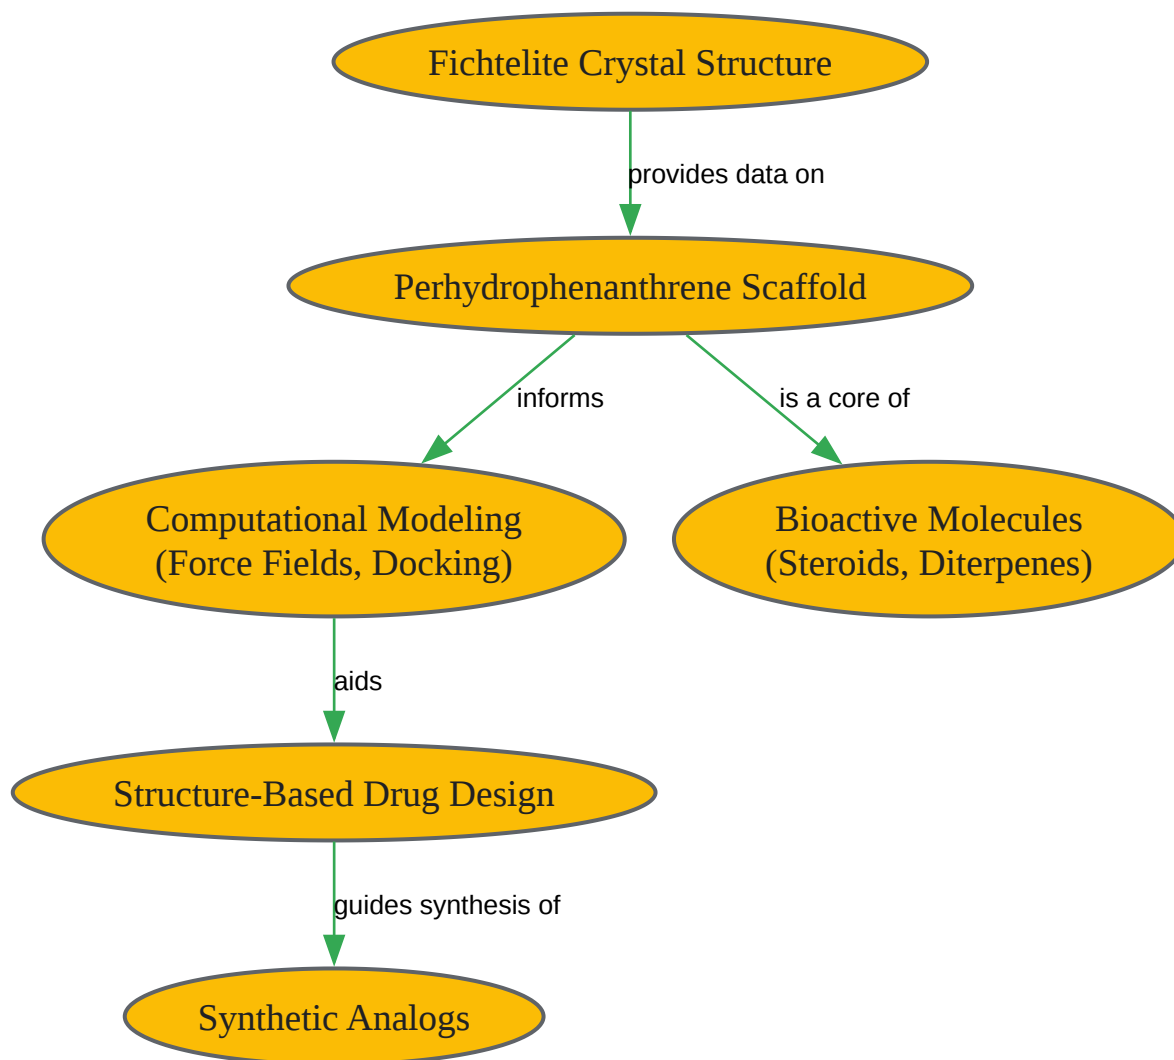 Fichtelite Crystal Structure
provides data on
Perhydrophenanthrene Scaffold
informs
is a core of
Computational Modeling
(Force Fields, Docking)
Bioactive Molecules
(Steroids, Diterpenes)
aids
Structure-Based Drug Design
guides synthesis of
Synthetic Analogs